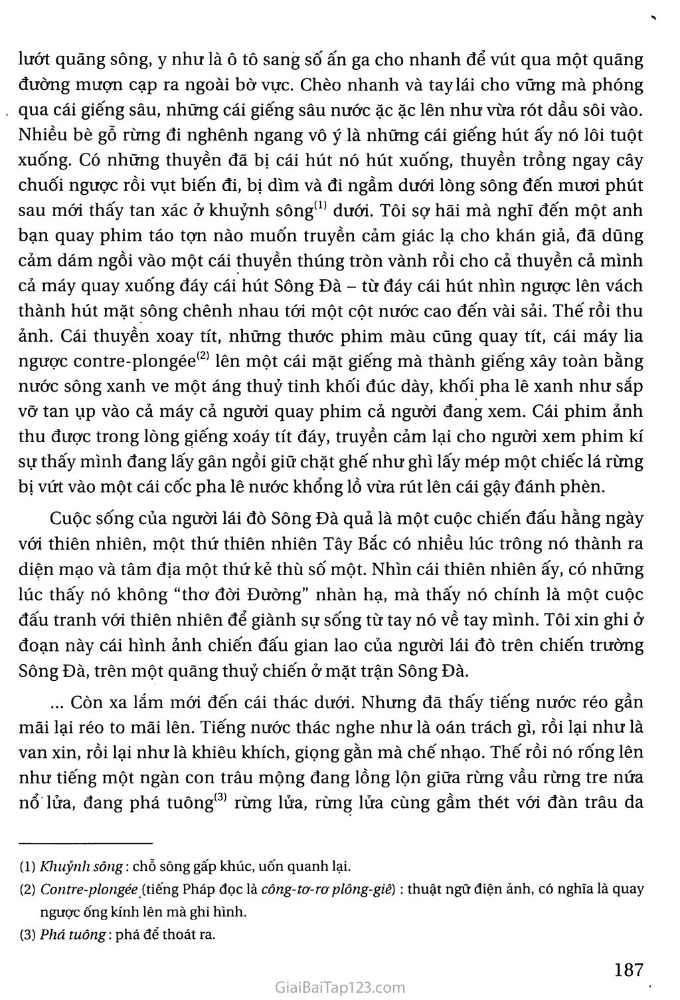 lướt quãng sông, y như là ô tô sang số ấn ga cho nhanh để vút qua một quãng
đường mượn cạp ra ngoài bờ vực. Chèo nhanh và tay lái cho vững mà phóng
qua cái giếng sâu, những cái giếng sâu nước ặc ặc lên như vừa rót dầu sôi vào.
Nhiều bè gỗ rừng đi nghênh ngang vô ý là những cái giếng hút ấy nó lôi tuột
xuống. Có những thuyền đã bị cái hút nó hút xuống, thuyền trồng ngay cây
chuối ngược rồi vụt biến đi, bị dìm và đi ngầm dưới lòng sông đến mươi phút
sau mới thấy tan xác ở khuỷnh sông(1) dưới. Tôi sợ hãi mà nghĩ đến một anh
bạn quay phim táo tợn nào muốn truyền cảm giác lạ cho khán giả, đã dũng
cảm dám ngồi vào một cái thuyền thúng tròn vành rồi cho cả thuyền cả mình
cả máy quay xuống đáy cái hút Sông Đà – từ đáy cái hút nhìn ngược lên vách
thành hút mặt sông chênh nhau tới một cột nước cao đến vài sải. Thế rồi thu
ảnh. Cái thuyền xoay tít, những thước phim màu cũng quay tít, cái máy lia
ngược contre-plongée(2) lên một cái mặt giếng mà thành giếng xây toàn bằng
nước sông xanh ve một áng thuỷ tinh khối đúc dày, khối pha lê xanh như sắp
vỡ tan ụp vào cả máy cả người quay phim cả người đang xem. Cái phim ảnh
thu được trong lòng giếng xoáy tít đáy, truyền cảm lại cho người xem phim kí
sự thấy mình đang lấy gân ngồi giữ chặt ghế như ghì lấy mép một chiếc lá rừng
bị vứt vào một cái cốc pha lê nước khổng lồ vừa rút lên cái gậy đánh phèn.
Cuộc sống của người lái đò Sông Đà quả là một cuộc chiến đấu hằng ngày
với thiên nhiên, một thứ thiên nhiên Tây Bắc có nhiều lúc trông nó thành ra
diện mạo và tâm địa một thứ kẻ thù số một. Nhìn cái thiên nhiên ấy, có những
lúc thấy nó không “thơ đời Đường” nhàn hạ, mà thấy nó chính là một cuộc
đấu tranh với thiên nhiên để giành sự sống từ tay nó về tay mình. Tôi xin ghi ở
đoạn này cái hình ảnh chiến đấu gian lao của người lái đò trên chiến trường
Sông Đà, trên một quãng thuỷ chiến ở mặt trận Sông Đà.
... Còn xa lắm mới đến cái thác dưới. Nhưng đã thấy tiếng nước réo gần
mãi lại réo to mãi lên. Tiếng nước thác nghe như là oán trách gì, rồi lại như là
van xin, rồi lại như là khiêu khích, giọng gằn mà chế nhạo. Thế rồi nó rống lên
như tiếng một ngàn con trâu mộng đang lồng lộn giữa rừng vầu rừng tre nứa
nổ lửa, đang phá tuông(3) rừng lửa, rừng lửa cùng gầm thét với đàn trâu da
(1) Khuỷnh sông : chỗ sông gấp khúc, uốn quanh lại.
(2) Contre-plongée (tiếng Pháp đọc là công-tơ-rơ plông-giê) : thuật ngữ điện ảnh, có nghĩa là quay
ngược ống kính lên mà ghi hình.
(3) Phá tuông : phá để thoát ra.
187
GiaiBaiTap123.com